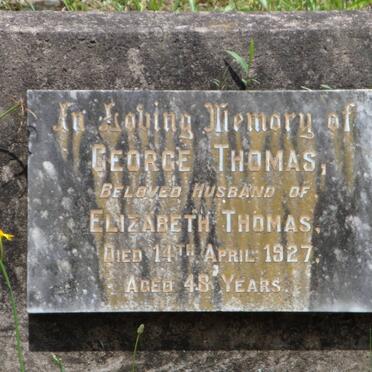 In Loving Memory of
GEORGE THOMAS,
BELOVED HUSBAND OF
ELIZABETH THOMAS,
DIED 14TH APRIL 1927,
AGED 48 YEARS.